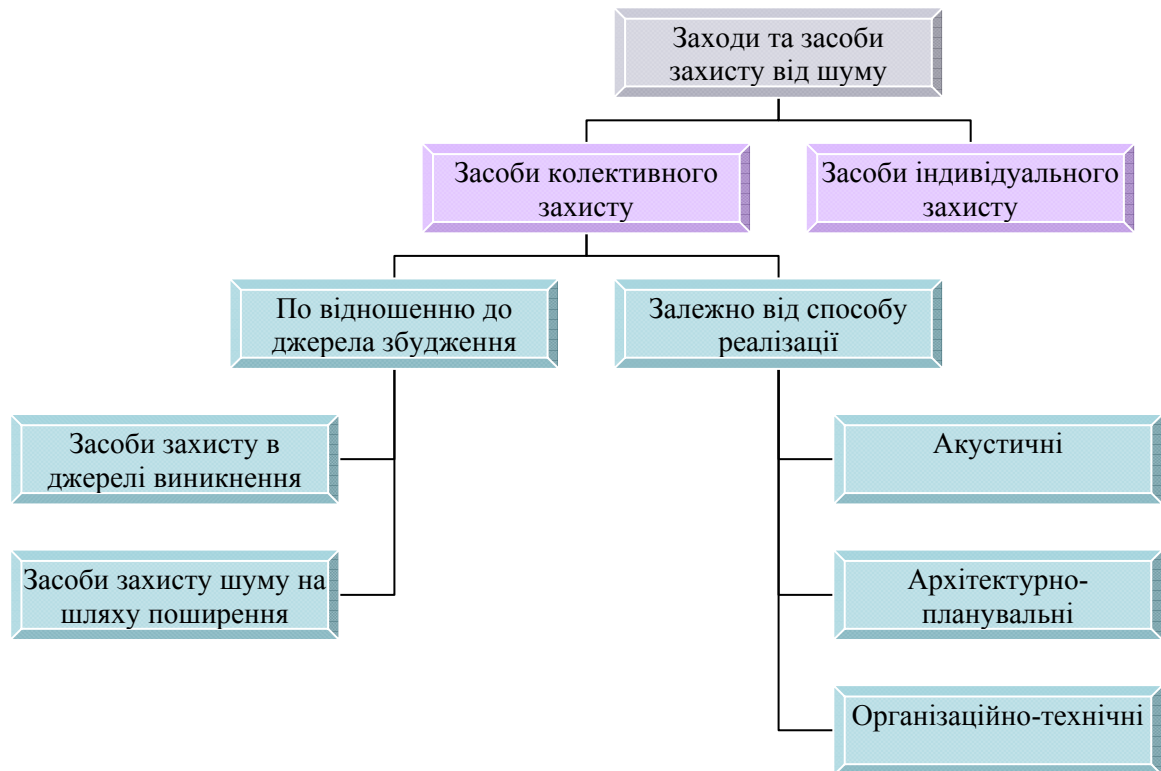 Заходи та засоби
захисту від шуму
Засоби колективного
захисту
Засоби індивідуального
захисту
По відношенню до
джерела збудження
Залежно від способу
реалізації
Засоби захисту в
джерелі виникнення
Акустичні
Засоби захисту шуму на
шляху поширення
Архітектурно-
планувальні
Організаційно-технічні